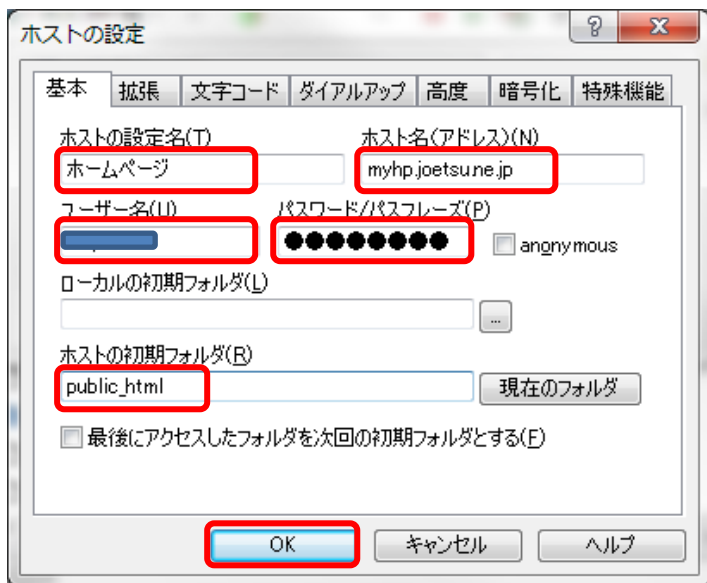 ホストの設定
基本 拡張 文字コード ダイアルアップ 高度 暗号化 特殊機能
ホストの設定名(T) ホスト名(アドレス)(N)
ホームページ myhp.joetsu.ne.jp
ユーザー名(U) パスワード/パスフレーズ(P)
●●●●●●●● anonymous
ローカルの初期フォルダ(L)
...
ホストの初期フォルダ(R)
public_html 現在のフォルダ
最後にアクセスしたフォルダを次回の初期フォルダとする(F)
OK キャンセル ヘルプ